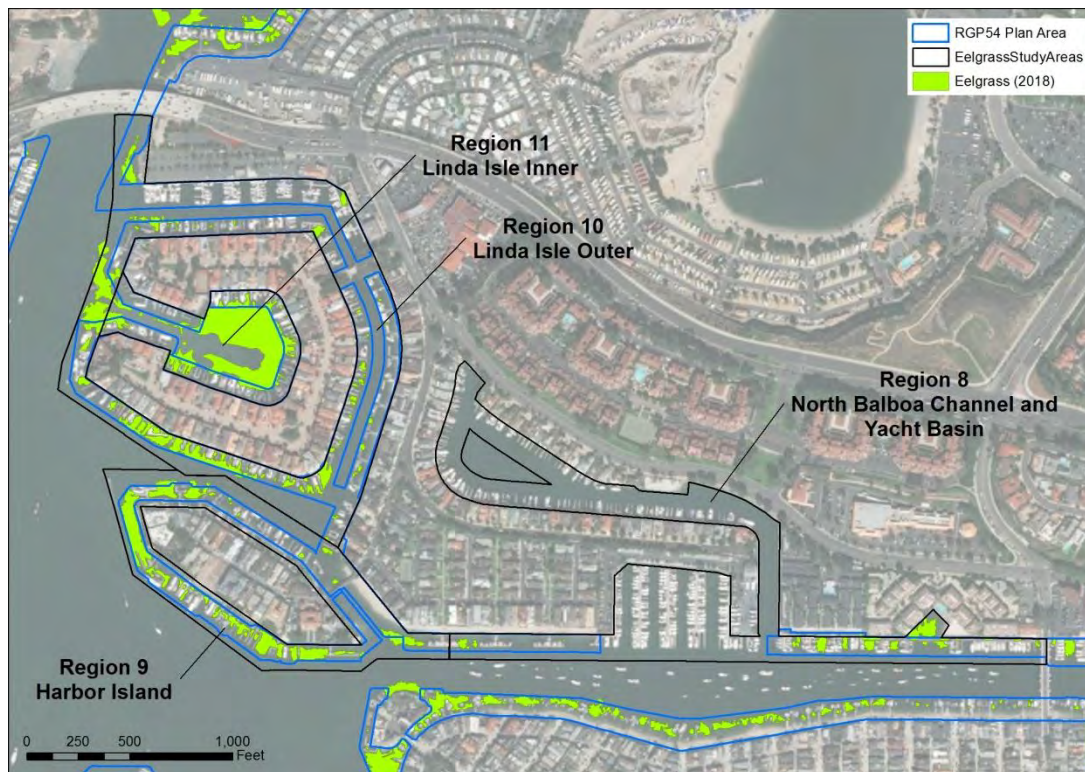 RGP54 Plan Area
EelgrassStudyAreas
Eelgrass (2018)
Region 11
Linda Isle Inner
Region 10
Linda Isle Outer
Region 8
North Balboa Channel and
Yacht Basin
Region 9
Harbor Island
0 250 500 1,000
Feet